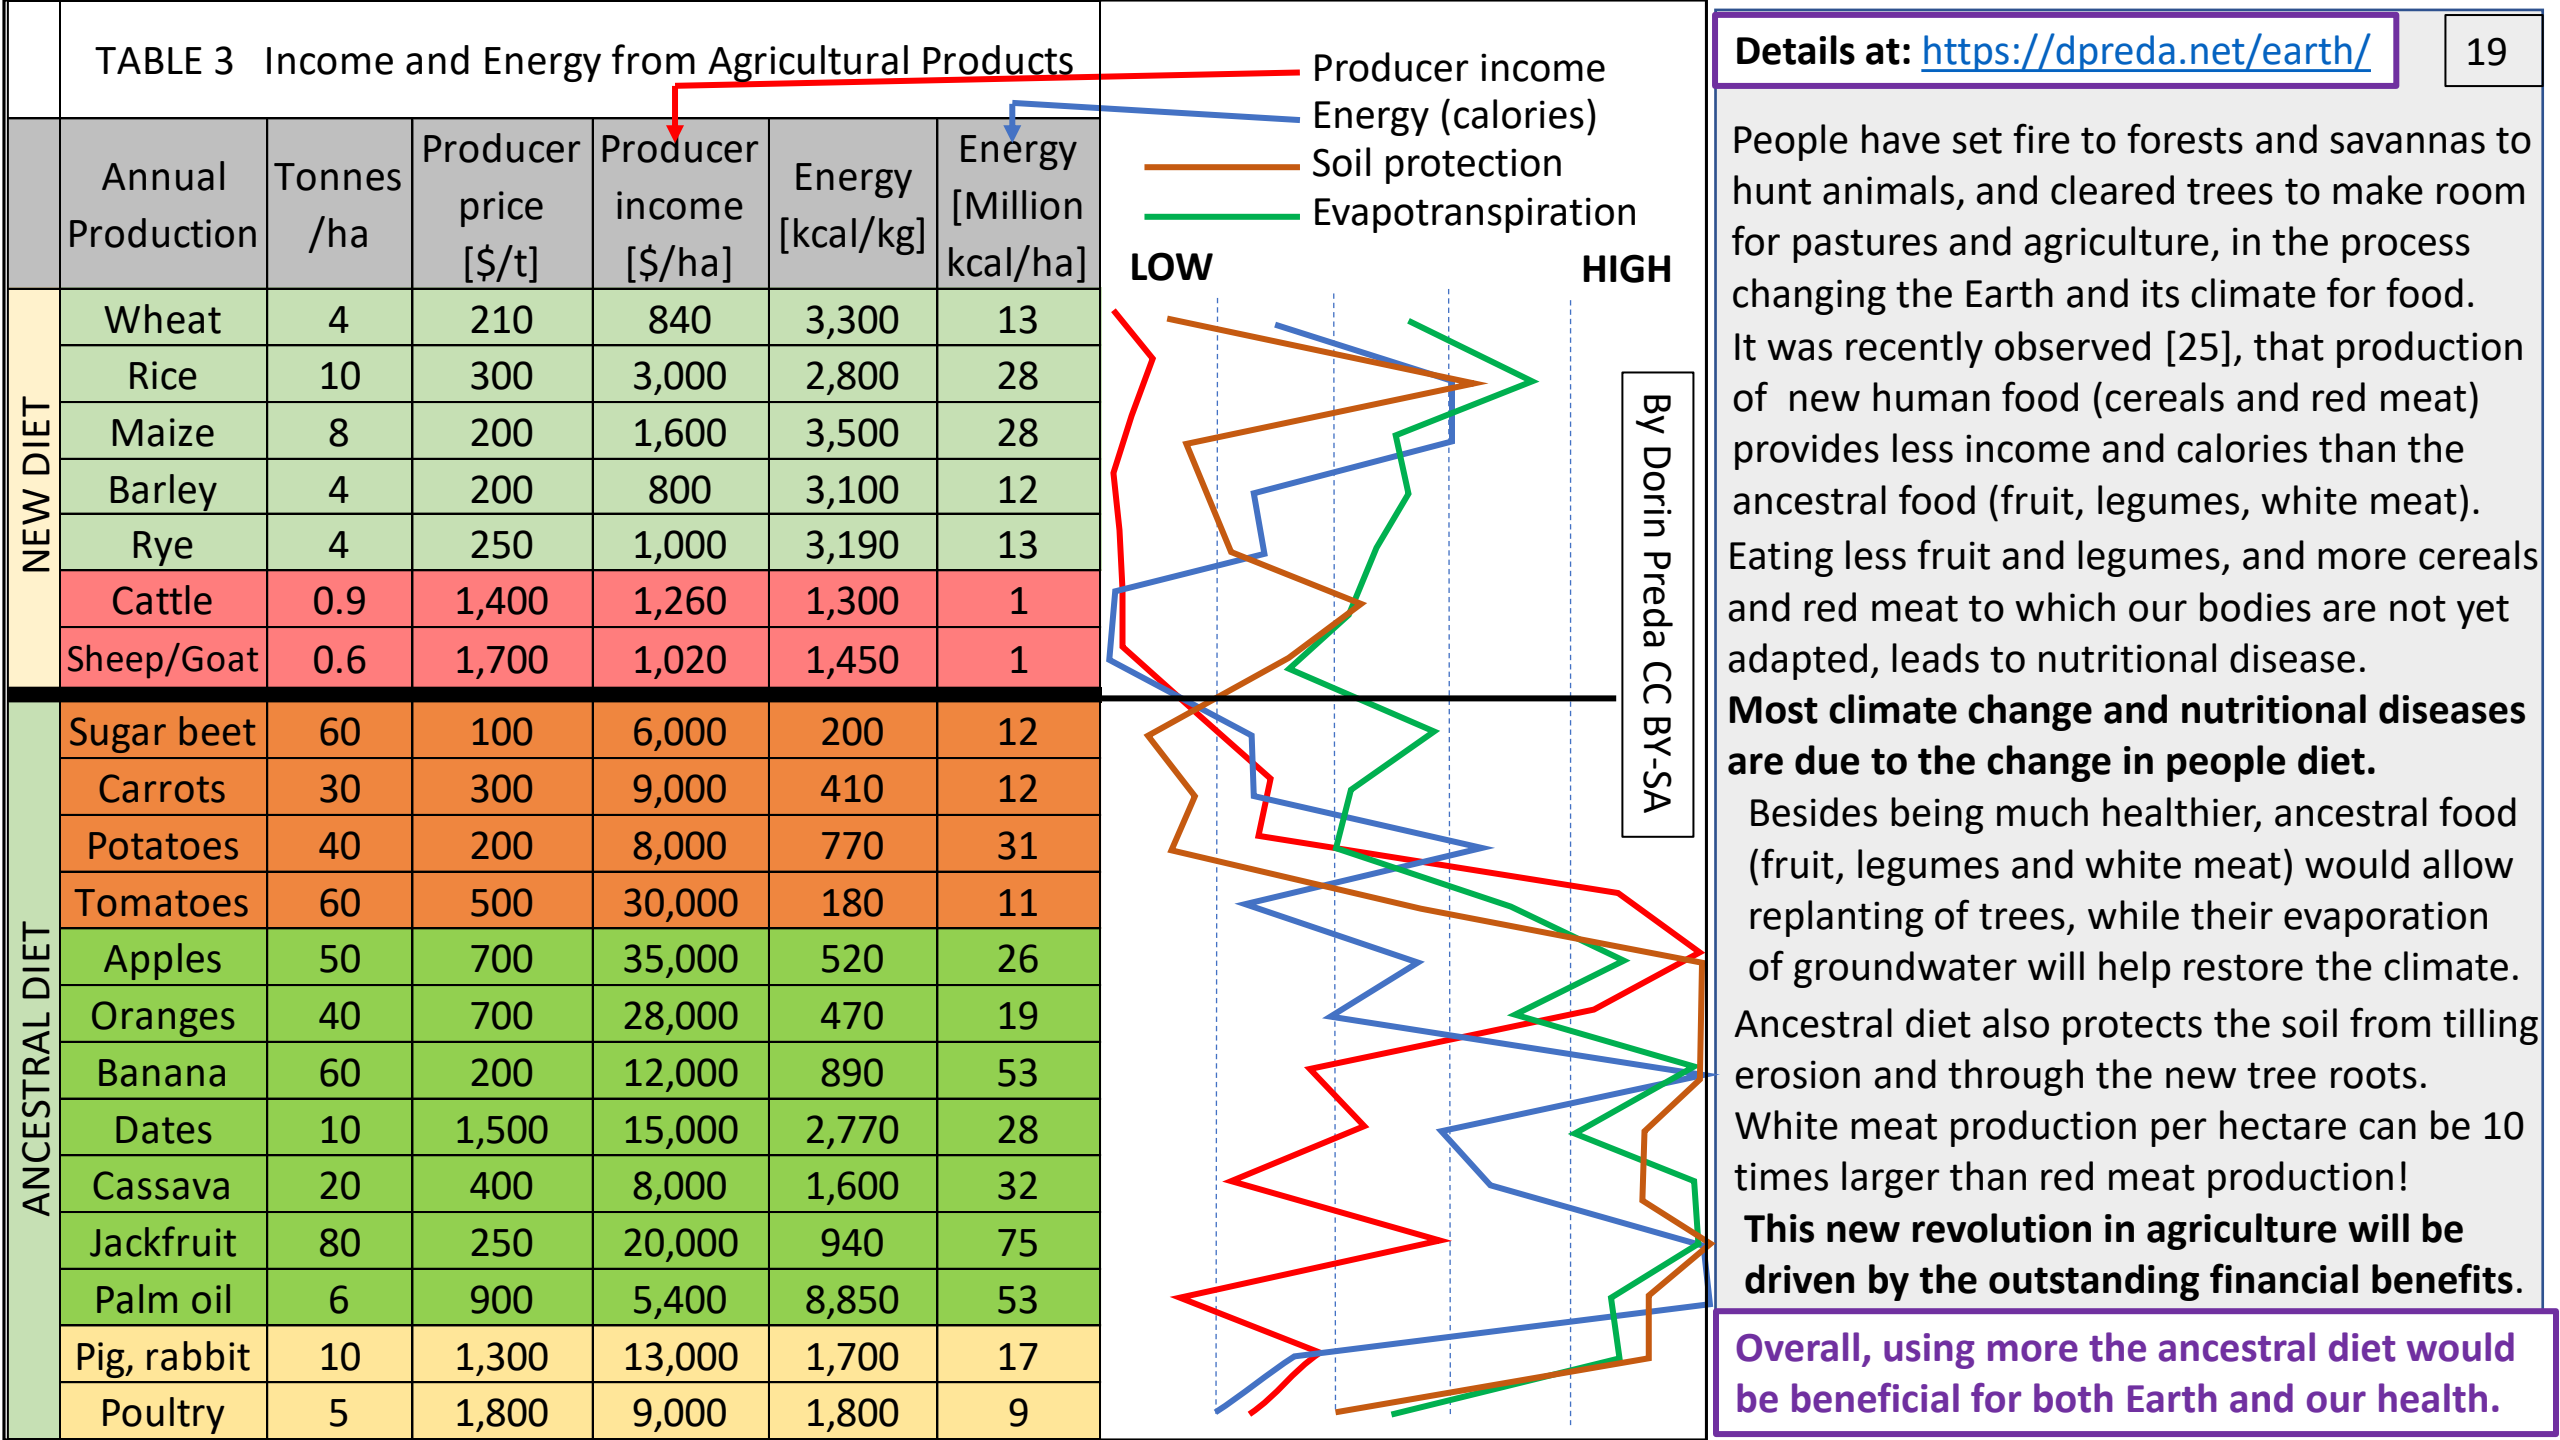 TABLE 3 Income and Energy from Agricultural Products
Annual Production | Tonnes /ha | Producer price [$/t] | Producer income [$/ha] | Energy [kcal/kg] | Energy [Million kcal/ha]
NEW DIET
Wheat 4 210 840 3,300 13
Rice 10 300 3,000 2,800 28
Maize 8 200 1,600 3,500 28
Barley 4 200 800 3,100 12
Rye 4 250 1,000 3,190 13
Cattle 0.9 1,400 1,260 1,300 1
Sheep/Goat 0.6 1,700 1,020 1,450 1
ANCESTRAL DIET
Sugar beet 60 100 6,000 200 12
Carrots 30 300 9,000 410 12
Potatoes 40 200 8,000 770 31
Tomatoes 60 500 30,000 180 11
Apples 50 700 35,000 520 26
Oranges 40 700 28,000 470 19
Banana 60 200 12,000 890 53
Dates 10 1,500 15,000 2,770 28
Cassava 20 400 8,000 1,600 32
Jackfruit 80 250 20,000 940 75
Palm oil 6 900 5,400 8,850 53
Pig, rabbit 10 1,300 13,000 1,700 17
Poultry 5 1,800 9,000 1,800 9
Producer income
Energy (calories)
Soil protection
Evapotranspiration
LOW HIGH
By Dorin Preda CC BY-SA
Details at: https://dpreda.net/earth/
19
People have set fire to forests and savannas to
hunt animals, and cleared trees to make room
for pastures and agriculture, in the process
changing the Earth and its climate for food.
It was recently observed [25], that production
of new human food (cereals and red meat)
provides less income and calories than the
ancestral food (fruit, legumes, white meat).
Eating less fruit and legumes, and more cereals
and red meat to which our bodies are not yet
adapted, leads to nutritional disease.
Most climate change and nutritional diseases
are due to the change in people diet.
Besides being much healthier, ancestral food
(fruit, legumes and white meat) would allow
replanting of trees, while their evaporation
of groundwater will help restore the climate.
Ancestral diet also protects the soil from tilling
erosion and through the new tree roots.
White meat production per hectare can be 10
times larger than red meat production!
This new revolution in agriculture will be
driven by the outstanding financial benefits.
Overall, using more the ancestral diet would
be beneficial for both Earth and our health.